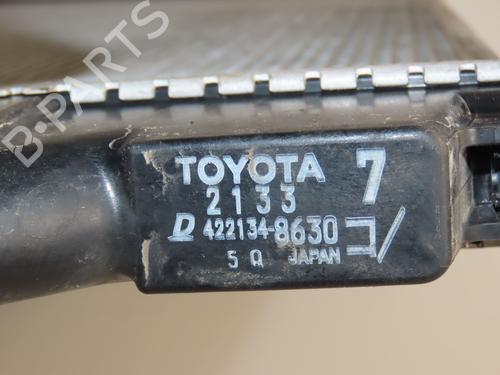 B-PARTS
TOYOTA 7
2133
D 422134-8630
5 Q JAPAN